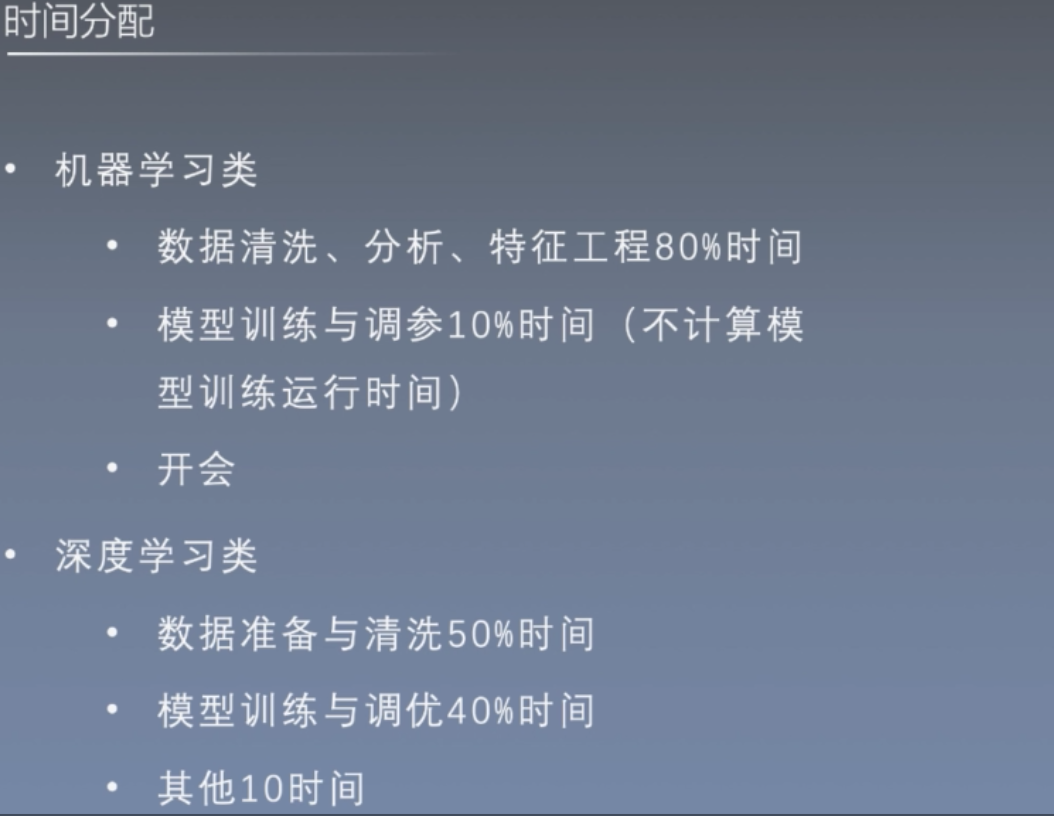 时间分配
• 机器学习类
• 数据清洗、分析、特征工程80%时间
• 模型训练与调参10%时间（不计算模
型训练运行时间）
• 开会
• 深度学习类
• 数据准备与清洗50%时间
• 模型训练与调优40%时间
• 其他10时间